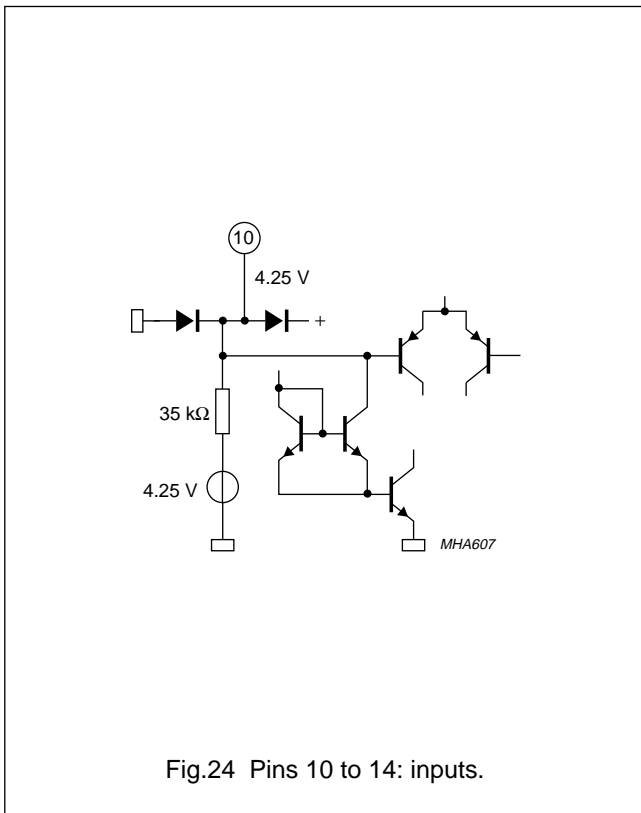 10
4.25 V
+
35 kΩ
4.25 V
MHA607
Fig.24 Pins 10 to 14: inputs.